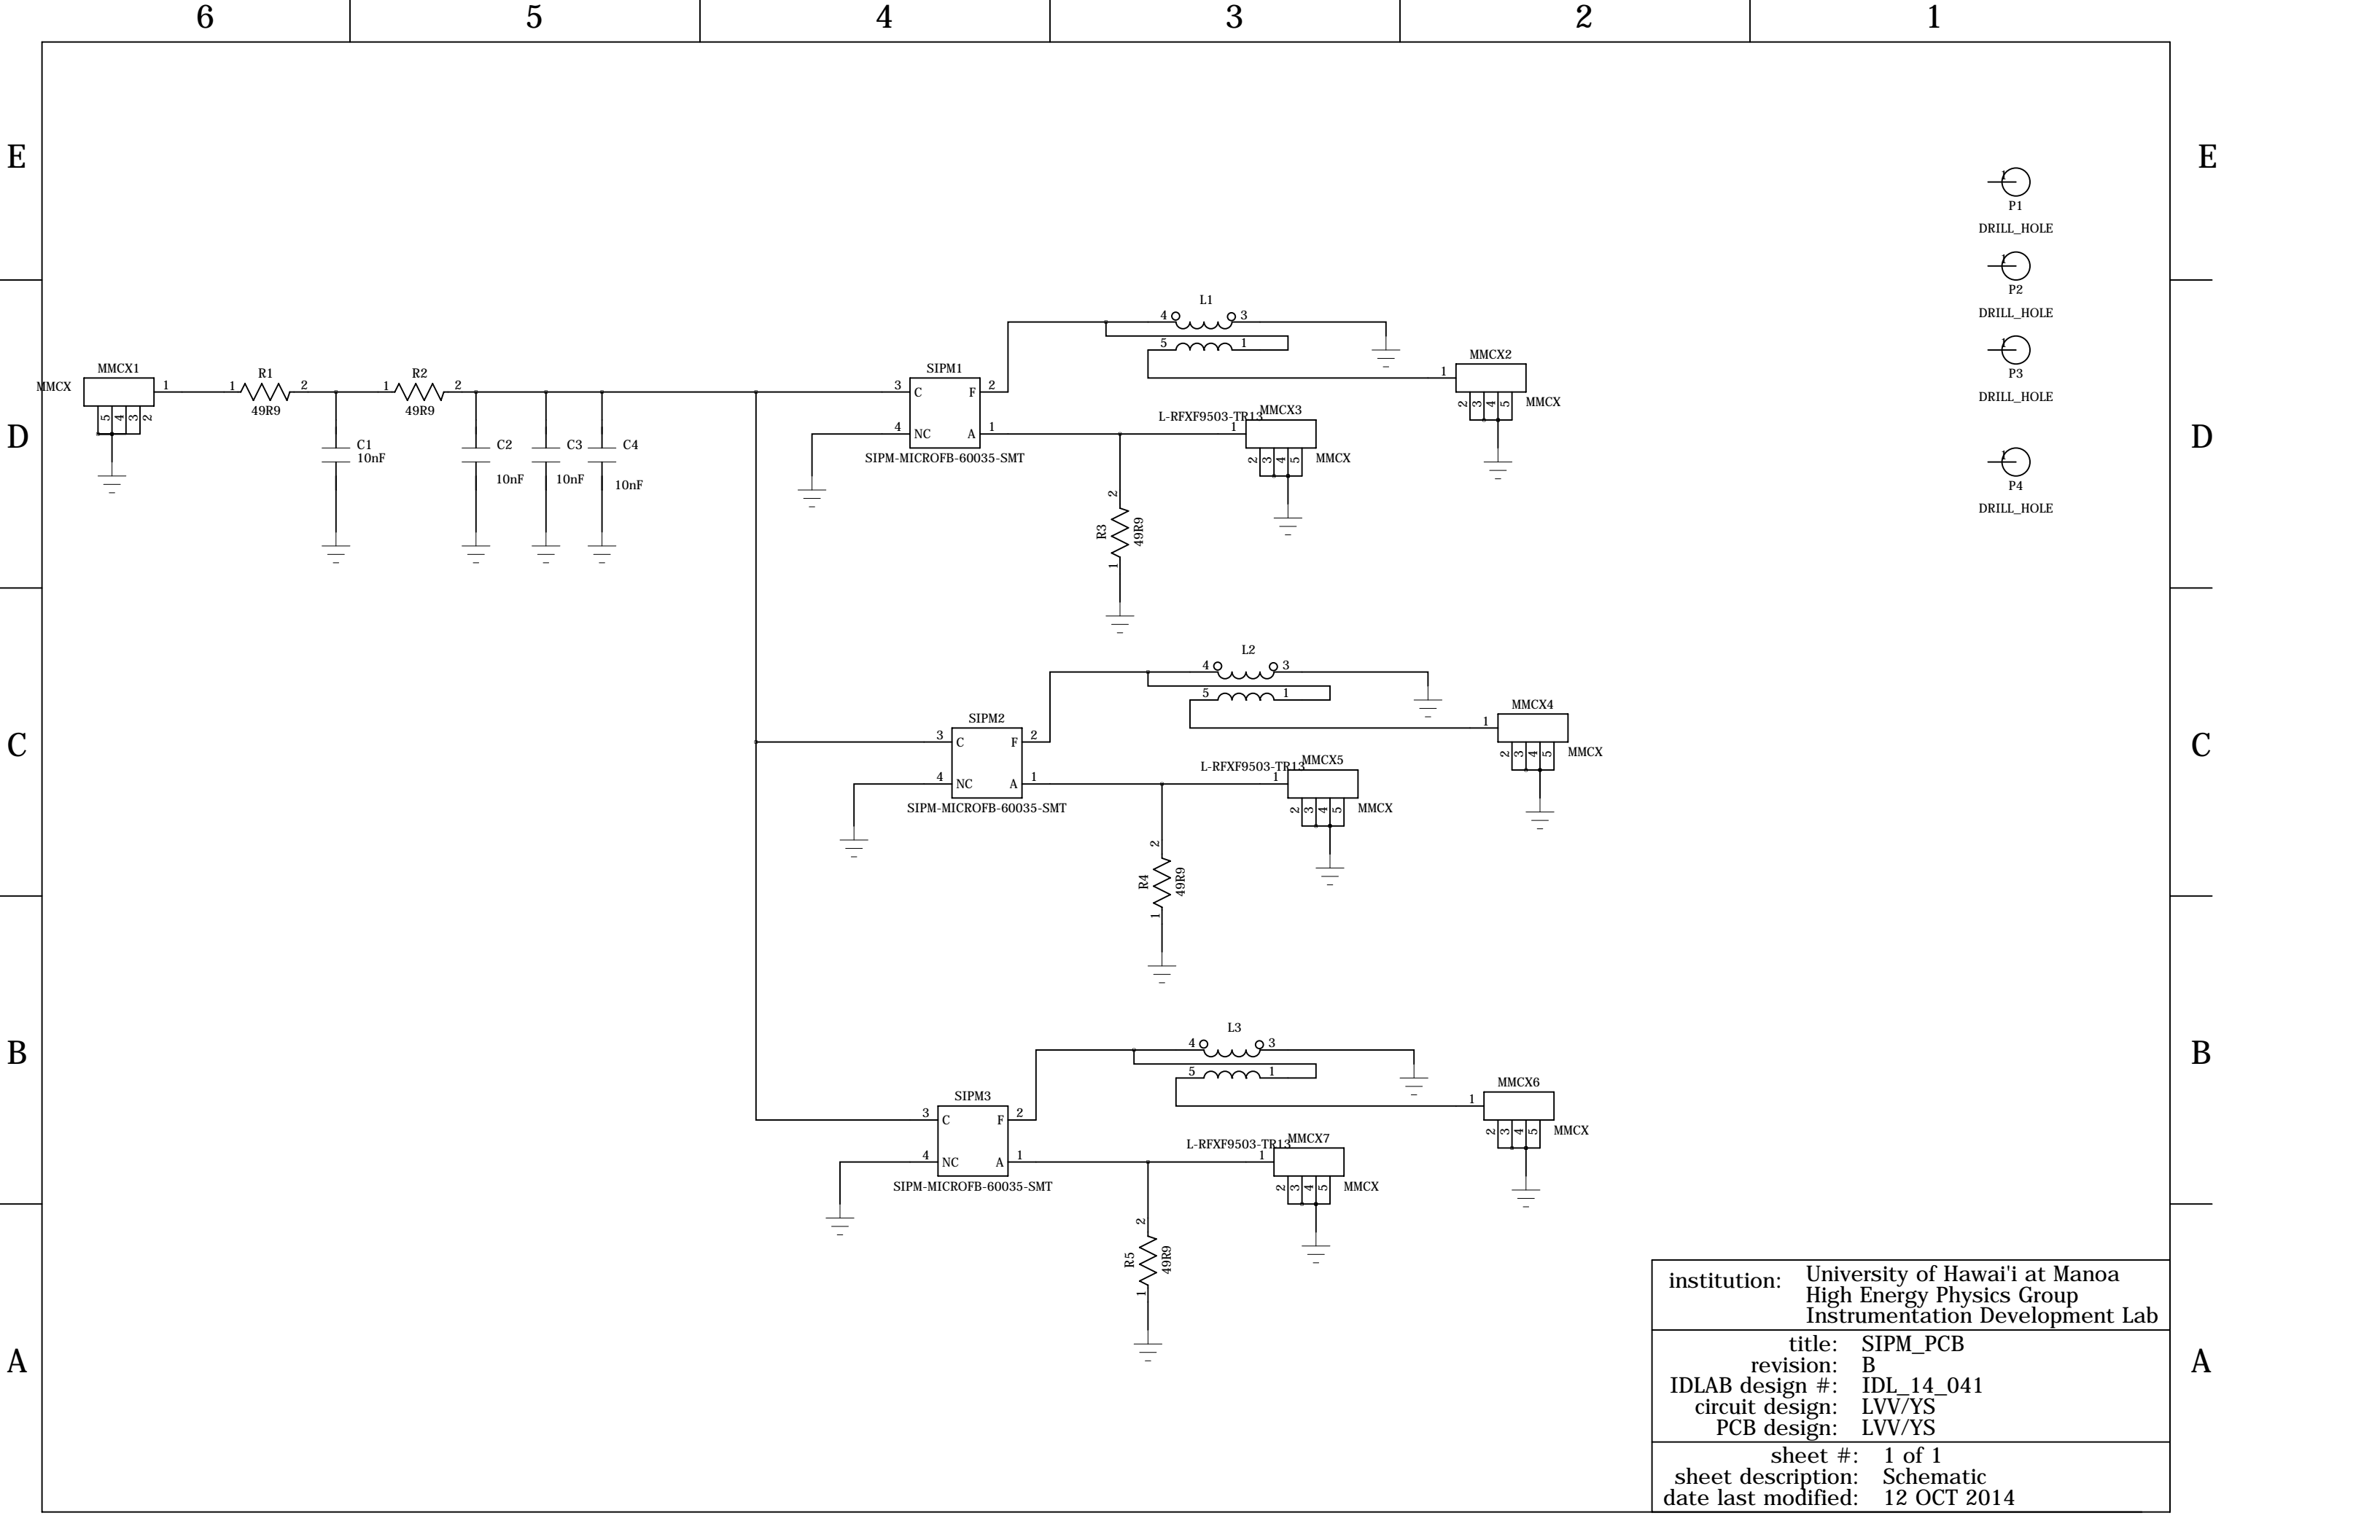 6 5 4 3 2 1
E E
1
P1
DRILL_HOLE
1
P2
DRILL_HOLE
1
P3
DRILL_HOLE
1
P4
DRILL_HOLE
D D
MMCX1
MMCX
1
5 4 3 2
R1
1 2
49R9
R2
1 2
49R9
C1
10nF
C2
10nF
C3
10nF
C4
10nF
SIPM1
3 C F 2
4 NC A 1
SIPM-MICROFB-60035-SMT
L1
4 3
5 1
L-RFXF9503-TR13
MMCX2
1
2 3 4 5
MMCX
MMCX3
1
2 3 4 5
MMCX
2
R3
49R9
1
C C
SIPM2
3 C F 2
4 NC A 1
SIPM-MICROFB-60035-SMT
L2
4 3
5 1
L-RFXF9503-TR13
MMCX4
1
2 3 4 5
MMCX
MMCX5
1
2 3 4 5
MMCX
2
R4
49R9
1
B B
SIPM3
3 C F 2
4 NC A 1
SIPM-MICROFB-60035-SMT
L3
4 3
5 1
L-RFXF9503-TR13
MMCX6
1
2 3 4 5
MMCX
MMCX7
1
2 3 4 5
MMCX
2
R5
49R9
1
A A
institution: University of Hawai'i at Manoa
High Energy Physics Group
Instrumentation Development Lab
title: SIPM_PCB
revision: B
IDLAB design #: IDL_14_041
circuit design: LVV/YS
PCB design: LVV/YS
sheet #: 1 of 1
sheet description: Schematic
date last modified: 12 OCT 2014